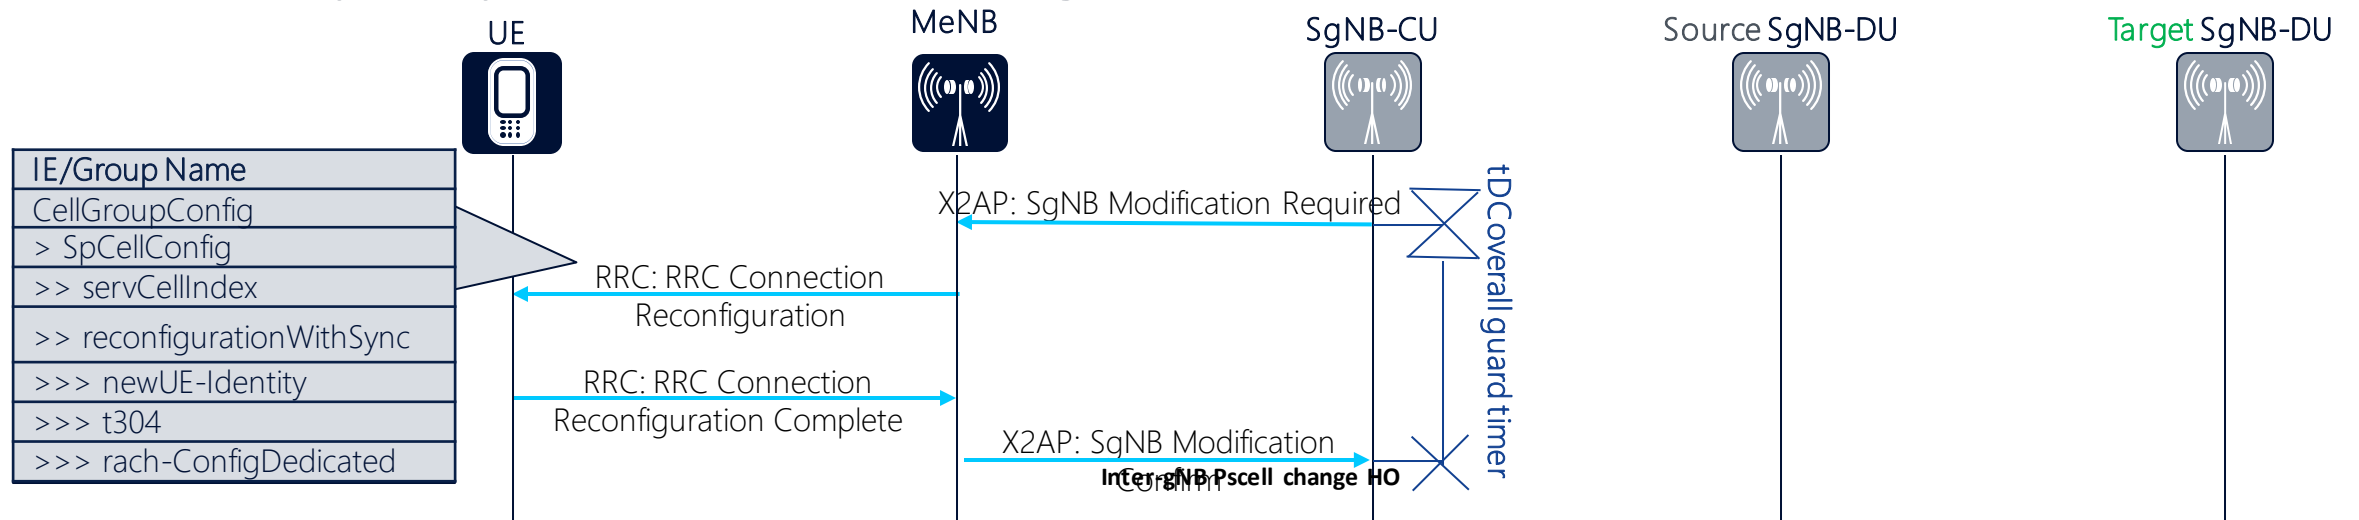 UE
MeNB
SgNB-CU
Source SgNB-DU
Target SgNB-DU
IE/Group Name
CellGroupConfig
> SpCellConfig
>> servCellIndex
>> reconfigurationWithSync
>>> newUE-Identity
>>> t304
>>> rach-ConfigDedicated
X2AP: SgNB Modification Required
RRC: RRC Connection
Reconfiguration
RRC: RRC Connection
Reconfiguration Complete
X2AP: SgNB Modification
Confirm
Inter-gNB Pscell change HO
tDCoverall guard timer